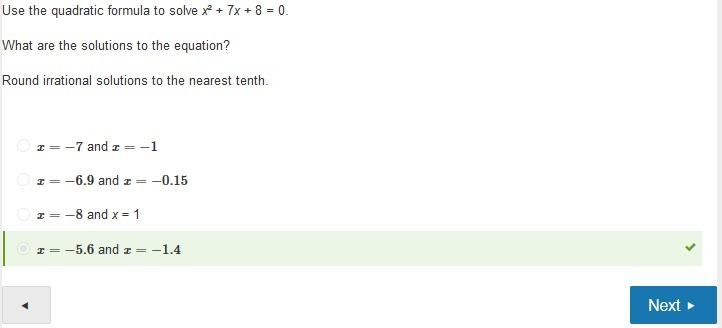 Use the quadratic formula to solve x² + 7x + 8 = 0.
What are the solutions to the equation?
Round irrational solutions to the nearest tenth.
x = −7 and x = −1
x = −6.9 and x = −0.15
x = −8 and x = 1
x = −5.6 and x = −1.4
Next